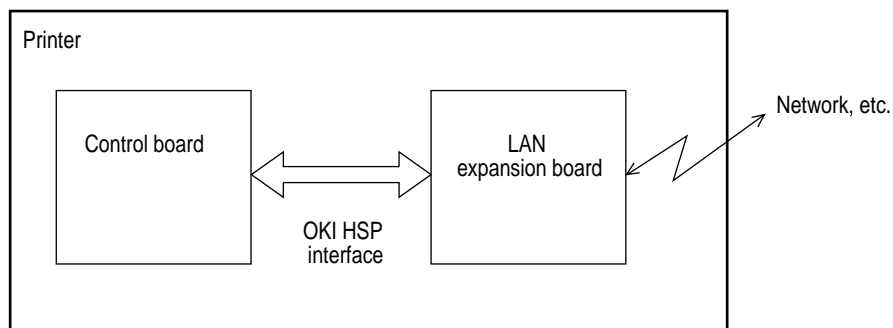 Printer
Control board
LAN
expansion board
Network, etc.
OKI HSP
interface